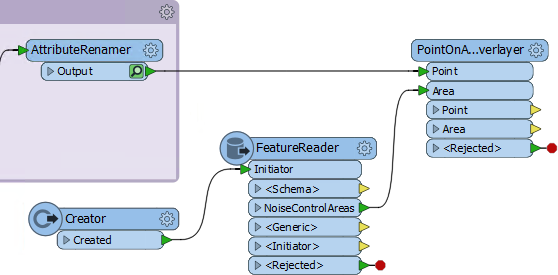 AttributeRenamer
Output
PointOnA...verlayer
Point
Area
Point
Area
<Rejected>
FeatureReader
Initiator
<Schema>
NoiseControlAreas
<Generic>
<Initiator>
<Rejected>
Creator
Created